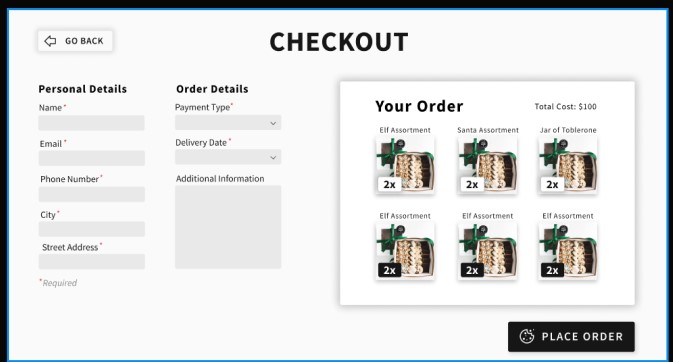 GO BACK
CHECKOUT
Personal Details
Name*
Email*
Phone Number*
City*
Street Address*
*Required
Order Details
Payment Type*
Delivery Date*
Additional Information
Your Order
Total Cost: $100
Elf Assortment
Santa Assortment
Jar of Toblerone
2x
2x
2x
Elf Assortment
Elf Assortment
Elf Assortment
2x
2x
2x
PLACE ORDER